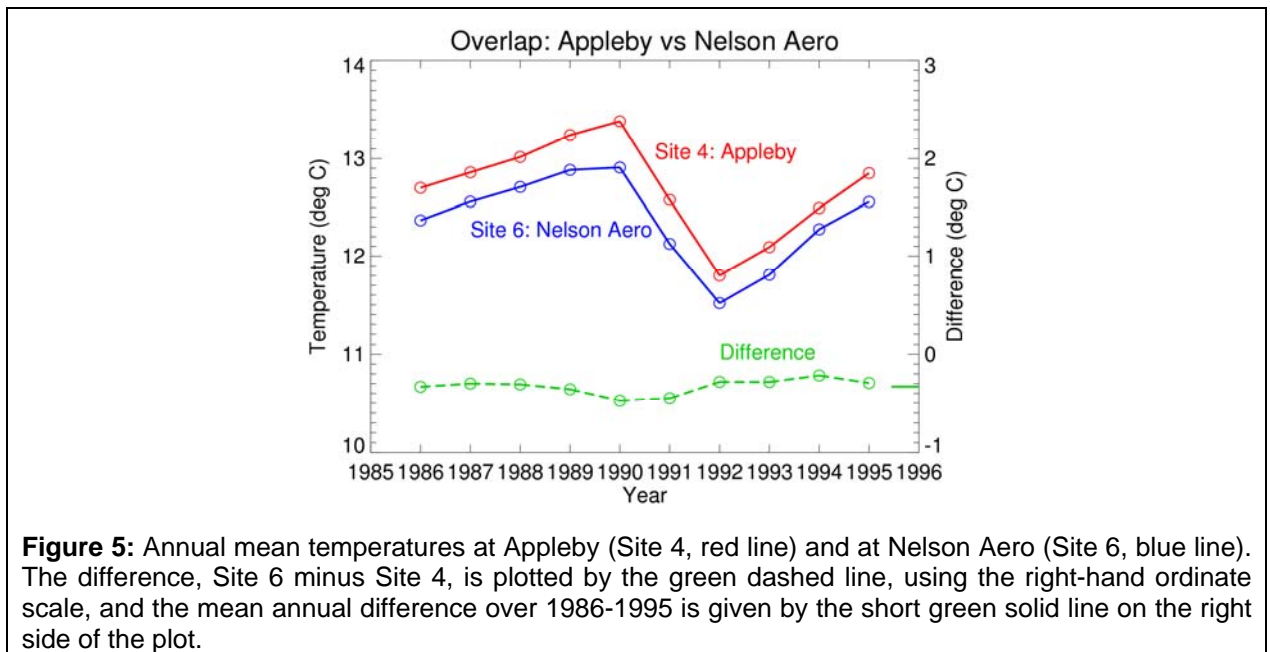 Overlap: Appleby vs Nelson Aero
14
13
12
11
10
Temperature (deg C)
3
2
1
0
-1
Difference (deg C)
Site 4: Appleby
Site 6: Nelson Aero
Difference
1985 1986 1987 1988 1989 1990 1991 1992 1993 1994 1995 1996
Year
Figure 5: Annual mean temperatures at Appleby (Site 4, red line) and at Nelson Aero (Site 6, blue line).
The difference, Site 6 minus Site 4, is plotted by the green dashed line, using the right-hand ordinate
scale, and the mean annual difference over 1986-1995 is given by the short green solid line on the right
side of the plot.